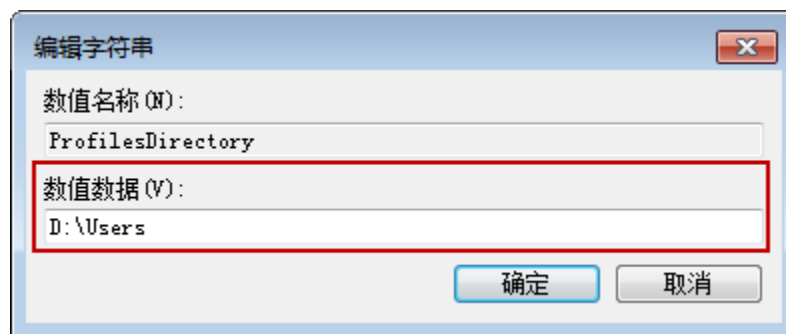 编辑字符串
数值名称(N):
ProfilesDirectory
数值数据(V):
D:\Users
确定
取消